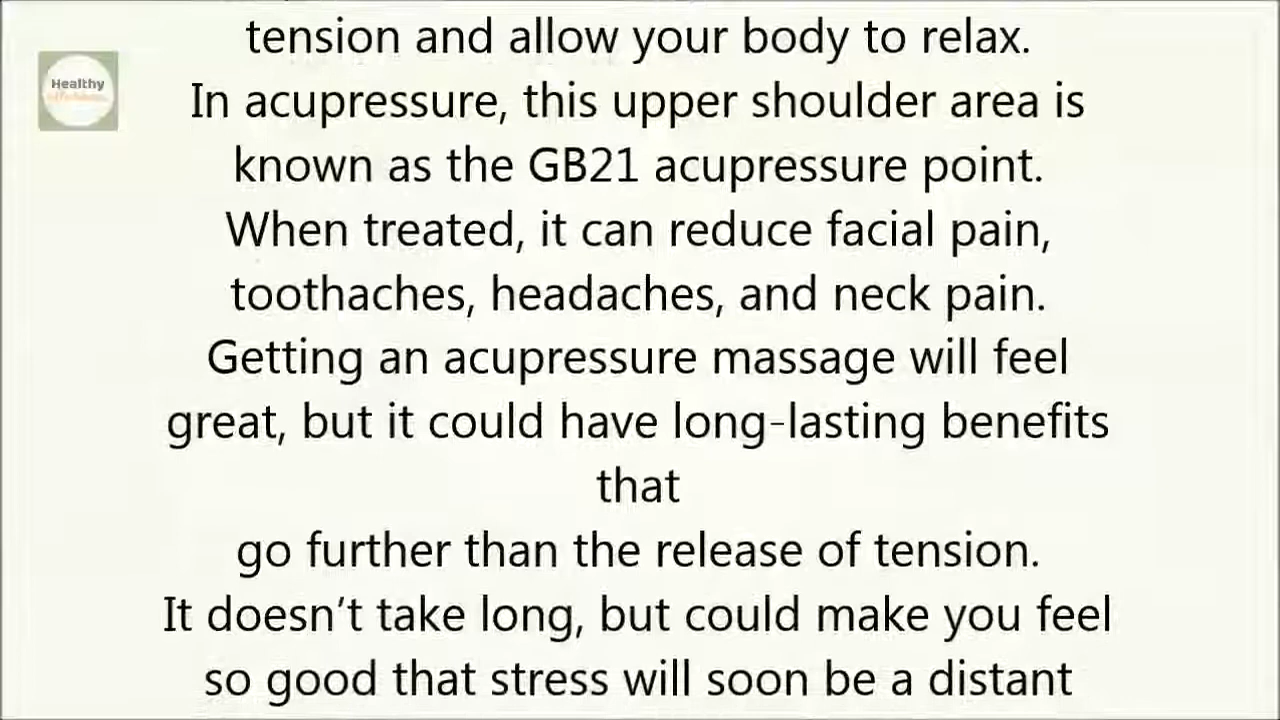 tension and allow your body to relax.
Healthy
In acupressure, this upper shoulder area is
known as the GB21 acupressure point.
When treated, it can reduce facial pain,
toothaches, headaches, and neck pain.
Getting an acupressure massage will feel
great, but it could have long-lasting benefits
that
go further than the release of tension.
It doesn’t take long, but could make you feel
so good that stress will soon be a distant